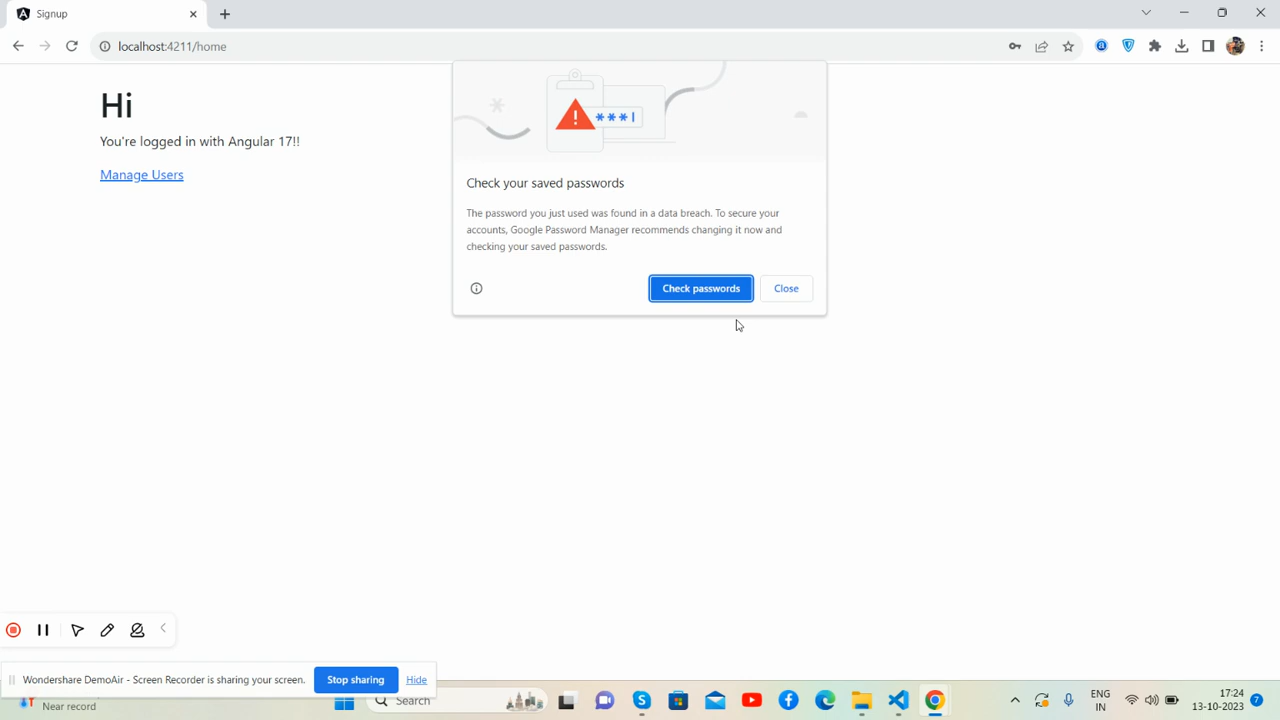 Signup
localhost:4211/home
Hi
You're logged in with Angular 17!!
Manage Users
***|
Check your saved passwords
The password you just used was found in a data breach. To secure your
accounts, Google Password Manager recommends changing it now and
checking your saved passwords.
Check passwords
Close
Wondershare DemoAir - Screen Recorder is sharing your screen.
Stop sharing
Hide
Near record
Search
ENG
IN
17:24
13-10-2023
7